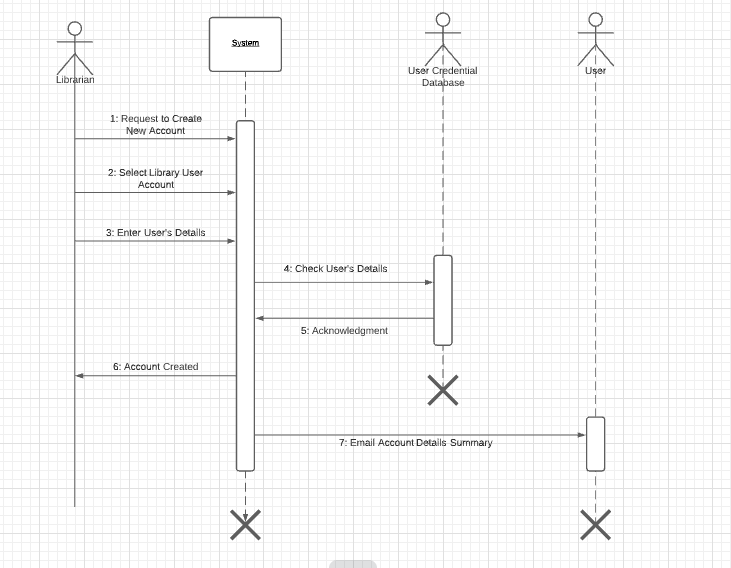 System
Librarian
User Credential
Database
User
1: Request to Create
New Account
2: Select Library User
Account
3: Enter User's Details
4: Check User's Details
5: Acknowledgment
6: Account Created
7: Email Account Details Summary